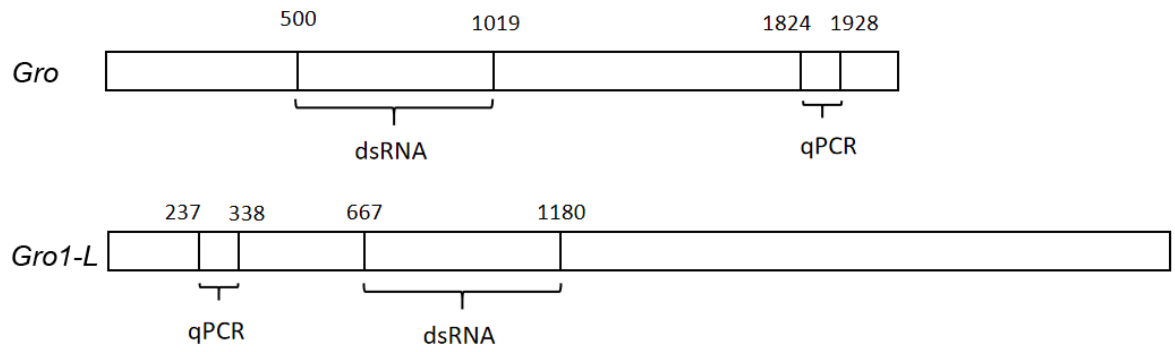 500 1019 1824 1928
Gro
dsRNA qPCR
237 338 667 1180
Gro1-L
qPCR dsRNA